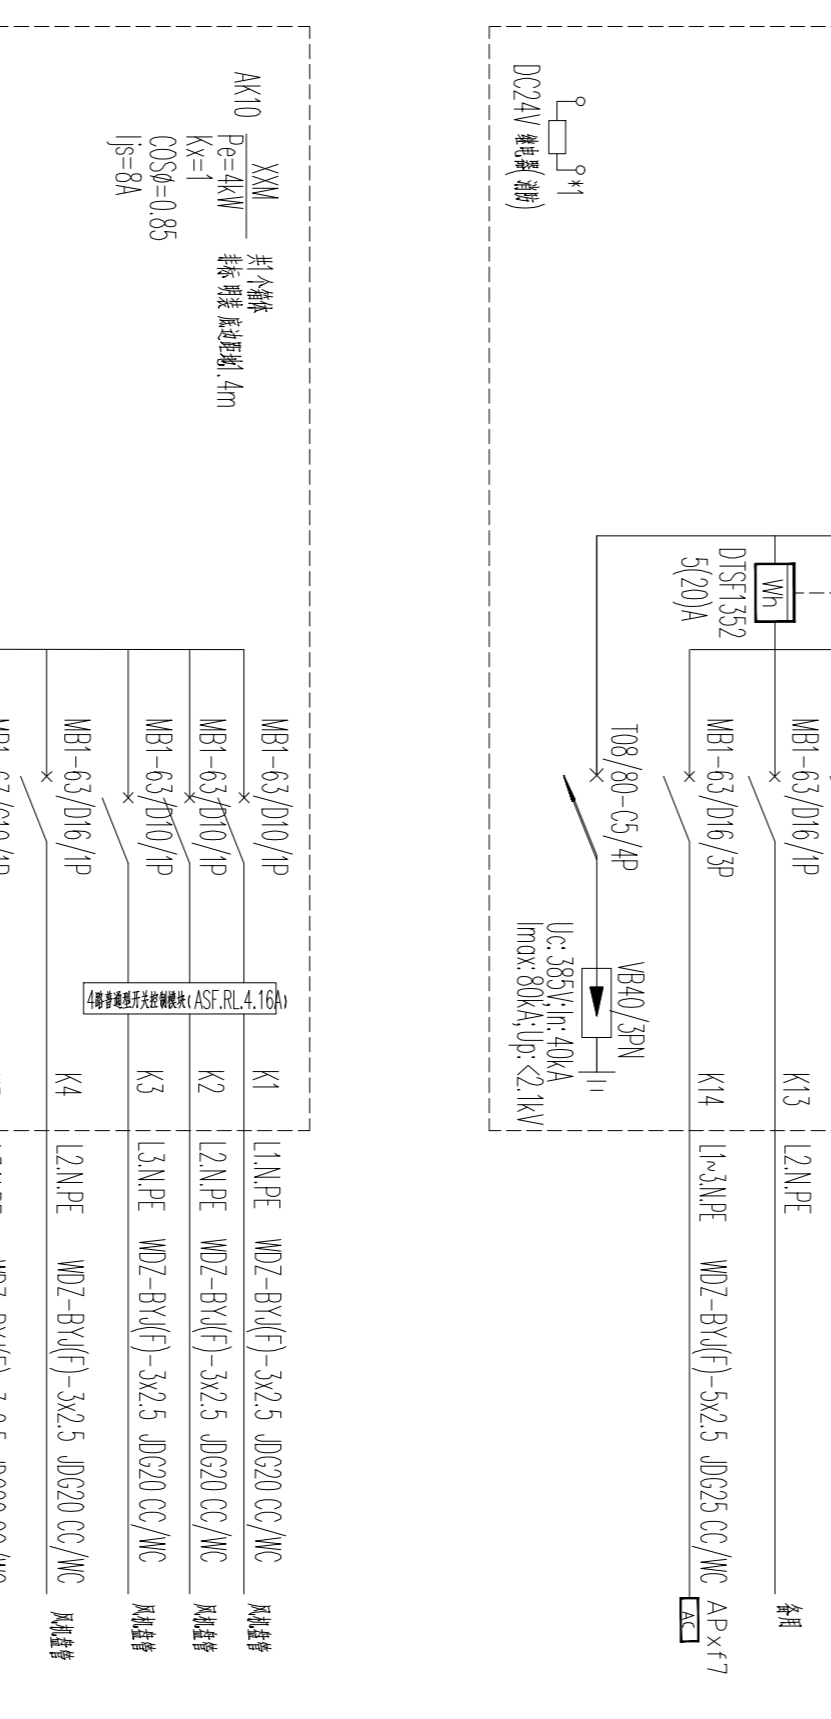 DC24V 继电器(消防)
*1
DTSF1352
5(20)A
Wh
MB1-63/D16/1P
K13
L2.N.PE
备用
MB1-63/D16/3P
K14
L1~3.N.PE
WDZ-BYJ(F)-5x2.5 JDG25 CC/WC
APxf7
AC
T08/80-C5/4P
VB40/3PN
Uc: 385V;In: 40kA
Imax: 80kA;Up: <2.1kV
AK10
XXM
Pe=4kW
Kx=1
COSØ=0.85
Ijs=8A
共1个箱体
非标 明装 底边距地1.4m
MB1-63/D10/1P
K1
L1.N.PE
WDZ-BYJ(F)-3x2.5 JDG20 CC/WC
风机盘管
MB1-63/D10/1P
K2
L2.N.PE
WDZ-BYJ(F)-3x2.5 JDG20 CC/WC
风机盘管
MB1-63/D10/1P
K3
L3.N.PE
WDZ-BYJ(F)-3x2.5 JDG20 CC/WC
风机盘管
4路普通型开关控制模块(ASF.RL.4.16A)
MB1-63/D16/1P
K4
L2.N.PE
WDZ-BYJ(F)-3x2.5 JDG20 CC/WC
风机盘管